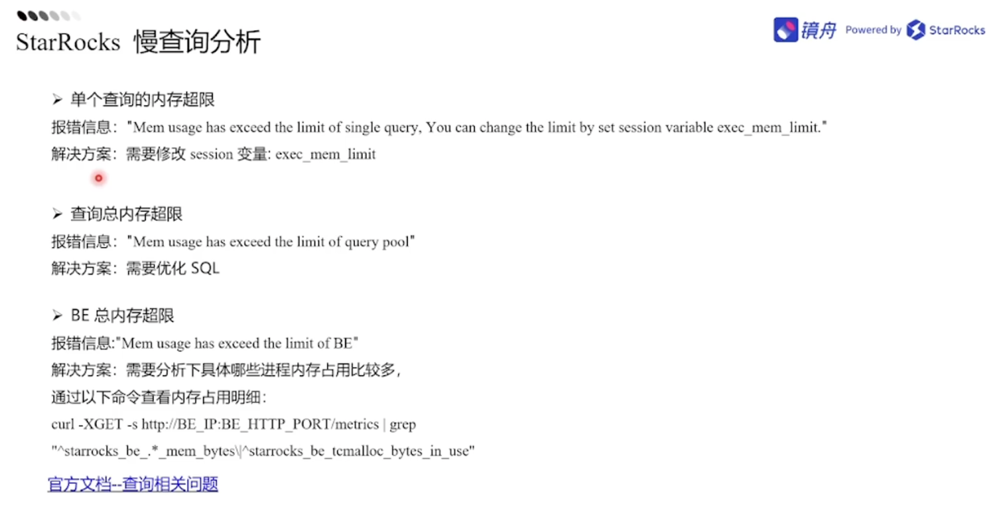 StarRocks 慢查询分析
镜舟 Powered by StarRocks
➢ 单个查询的内存超限
报错信息："Mem usage has exceed the limit of single query, You can change the limit by set session variable exec_mem_limit."
解决方案：需要修改 session 变量: exec_mem_limit
➢ 查询总内存超限
报错信息："Mem usage has exceed the limit of query pool"
解决方案：需要优化 SQL
➢ BE 总内存超限
报错信息:"Mem usage has exceed the limit of BE"
解决方案：需要分析下具体哪些进程内存占用比较多，
通过以下命令查看内存占用明细：
curl -XGET -s http://BE_IP:BE_HTTP_PORT/metrics | grep
"^starrocks_be_.*_mem_bytes\|^starrocks_be_tcmalloc_bytes_in_use"
官方文档--查询相关问题